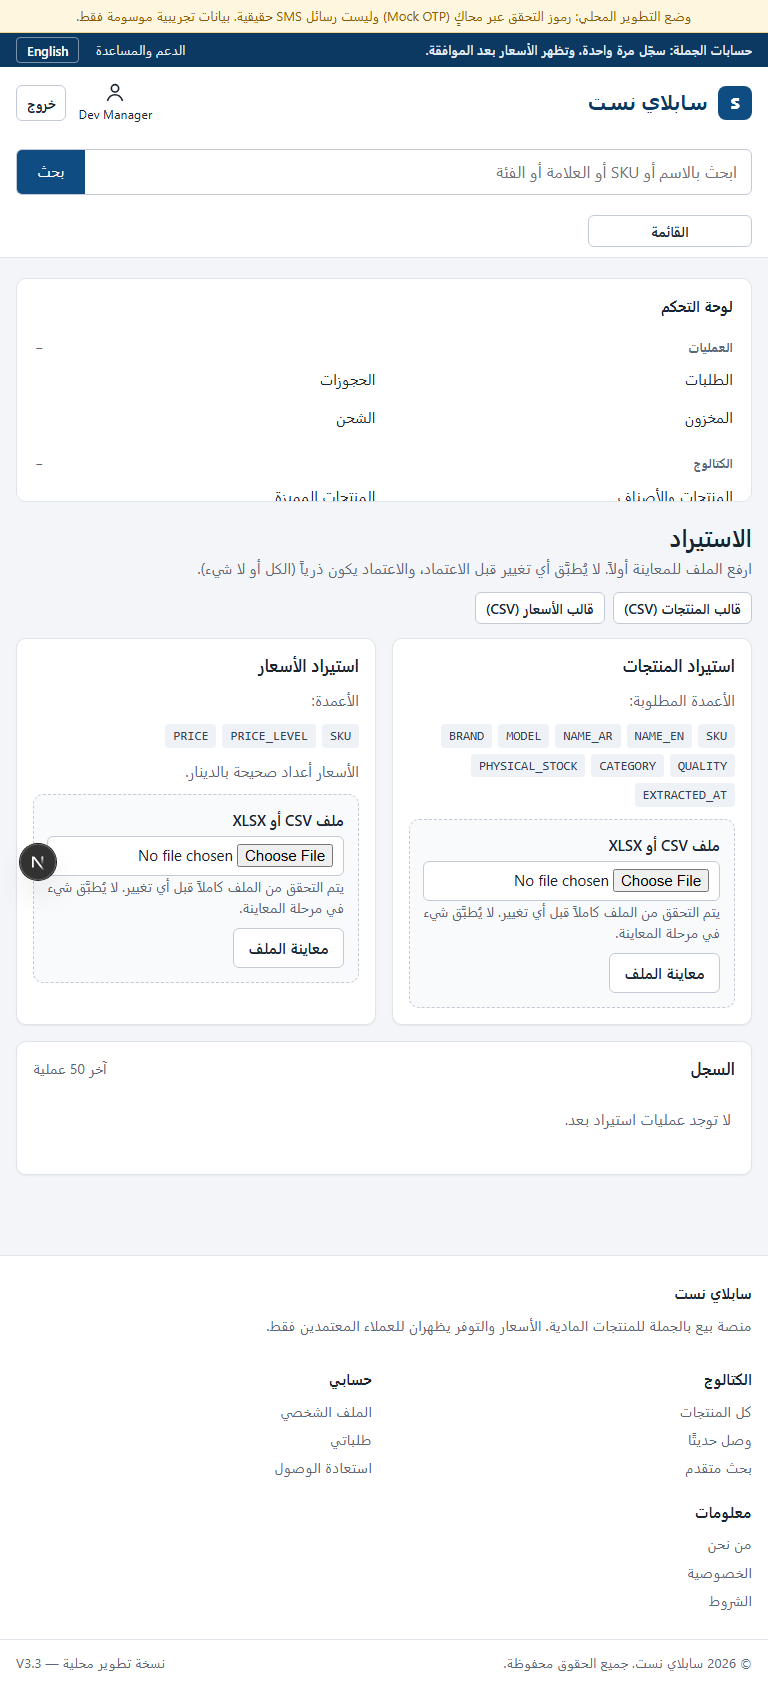 وضع التطوير المحلي: رموز التحقق عبر محاكٍ (Mock OTP) وليست رسائل SMS حقيقية. بيانات تجريبية موسومة فقط.
حسابات الجملة: سجّل مرة واحدة، وتظهر الأسعار بعد الموافقة.
الدعم والمساعدة
English
S
سابلاي نست
Dev Manager
خروج
ابحث بالاسم أو SKU أو العلامة أو الفئة
بحث
القائمة
لوحة التحكم
العمليات –
الطلبات الحجوزات
المخزون الشحن
الكتالوج –
المنتجات والأصناف المنتجات المميزة
الاستيراد
ارفع الملف للمعاينة أولاً. لا يُطبَّق أي تغيير قبل الاعتماد، والاعتماد يكون ذرياً (الكل أو لا شيء).
قالب المنتجات (CSV) قالب الأسعار (CSV)
استيراد المنتجات
الأعمدة المطلوبة:
SKU NAME_EN NAME_AR MODEL BRAND
QUALITY CATEGORY PHYSICAL_STOCK
EXTRACTED_AT
ملف CSV أو XLSX
Choose File No file chosen
يتم التحقق من الملف كاملاً قبل أي تغيير. لا يُطبَّق شيء
في مرحلة المعاينة.
معاينة الملف
استيراد الأسعار
الأعمدة:
SKU PRICE_LEVEL PRICE
الأسعار أعداد صحيحة بالدينار.
ملف CSV أو XLSX
Choose File No file chosen
يتم التحقق من الملف كاملاً قبل أي تغيير. لا يُطبَّق شيء
في مرحلة المعاينة.
معاينة الملف
N
السجل
آخر 50 عملية
لا توجد عمليات استيراد بعد.
سابلاي نست
منصة بيع بالجملة للمنتجات المادية. الأسعار والتوفر يظهران للعملاء المعتمدين فقط.
الكتالوج
كل المنتجات
وصل حديثًا
بحث متقدم
حسابي
الملف الشخصي
طلباتي
استعادة الوصول
معلومات
من نحن
الخصوصية
الشروط
© 2026 سابلاي نست. جميع الحقوق محفوظة.
نسخة تطوير محلية — V3.3